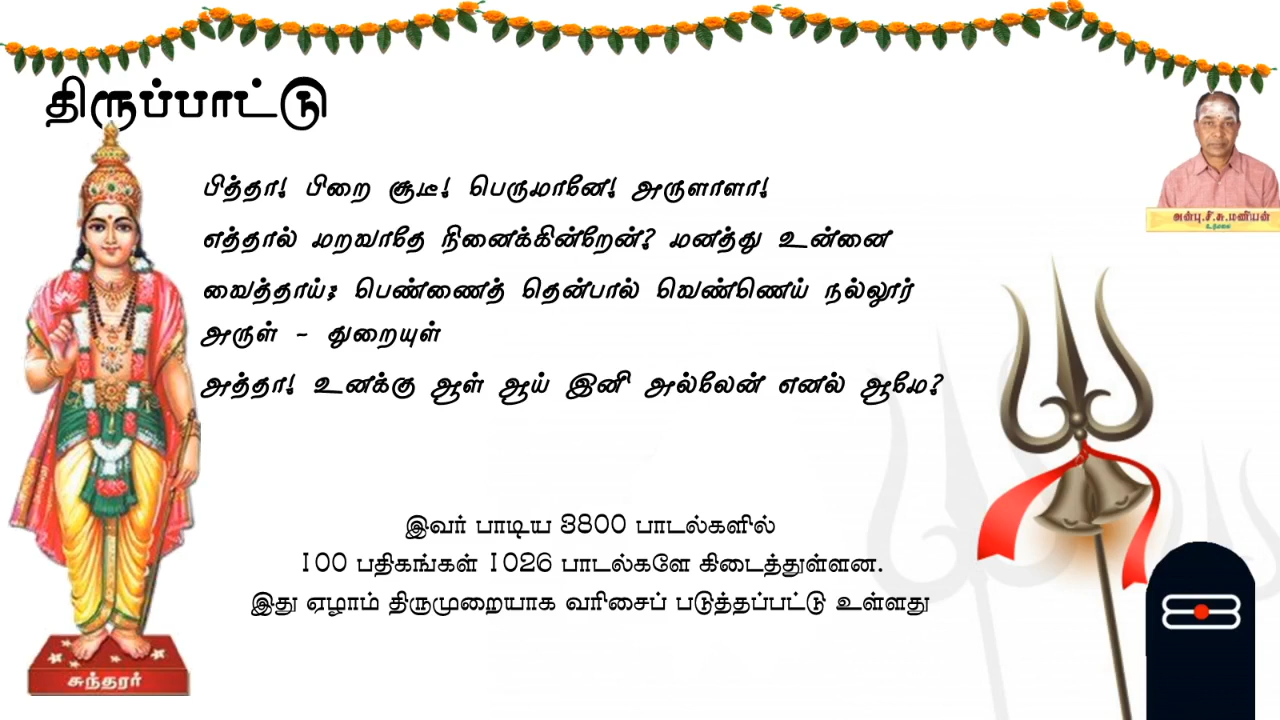 திருப்பாட்டு
பித்தா! பிறை சூடீ! பெருமானே! அருளாளா!
எத்தால் மறவாதே நினைக்கின்றேன்? மனத்து உன்னை
வைத்தாய்; பெண்ணைத் தென்பால் வெண்ணெய் நல்லூர்
அருள் - துறையுள்
அத்தா! உனக்கு ஆள் ஆய் இனி அல்லேன் எனல் ஆமே?
இவர் பாடிய 3800 பாடல்களில்
100 பதிகங்கள் 1026 பாடல்களே கிடைத்துள்ளன.
இது ஏழாம் திருமுறையாக வரிசைப் படுத்தப்பட்டு உள்ளது
சுந்தரர்
அன்பு.சீ.சு.மணியன்